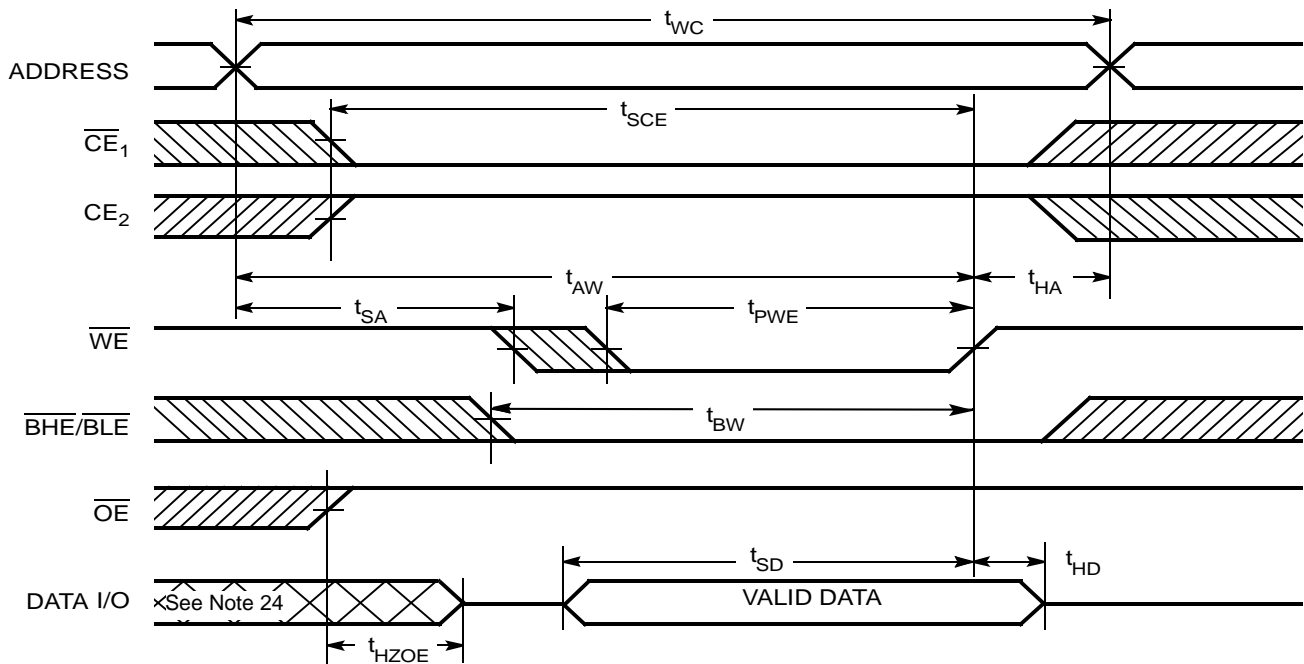 tWC
ADDRESS
tSCE
CE1
CE2
tAW
tHA
tSA
tPWE
WE
BHE/BLE
tBW
OE
tSD
tHD
DATA I/O
See Note 24
VALID DATA
tHZOE